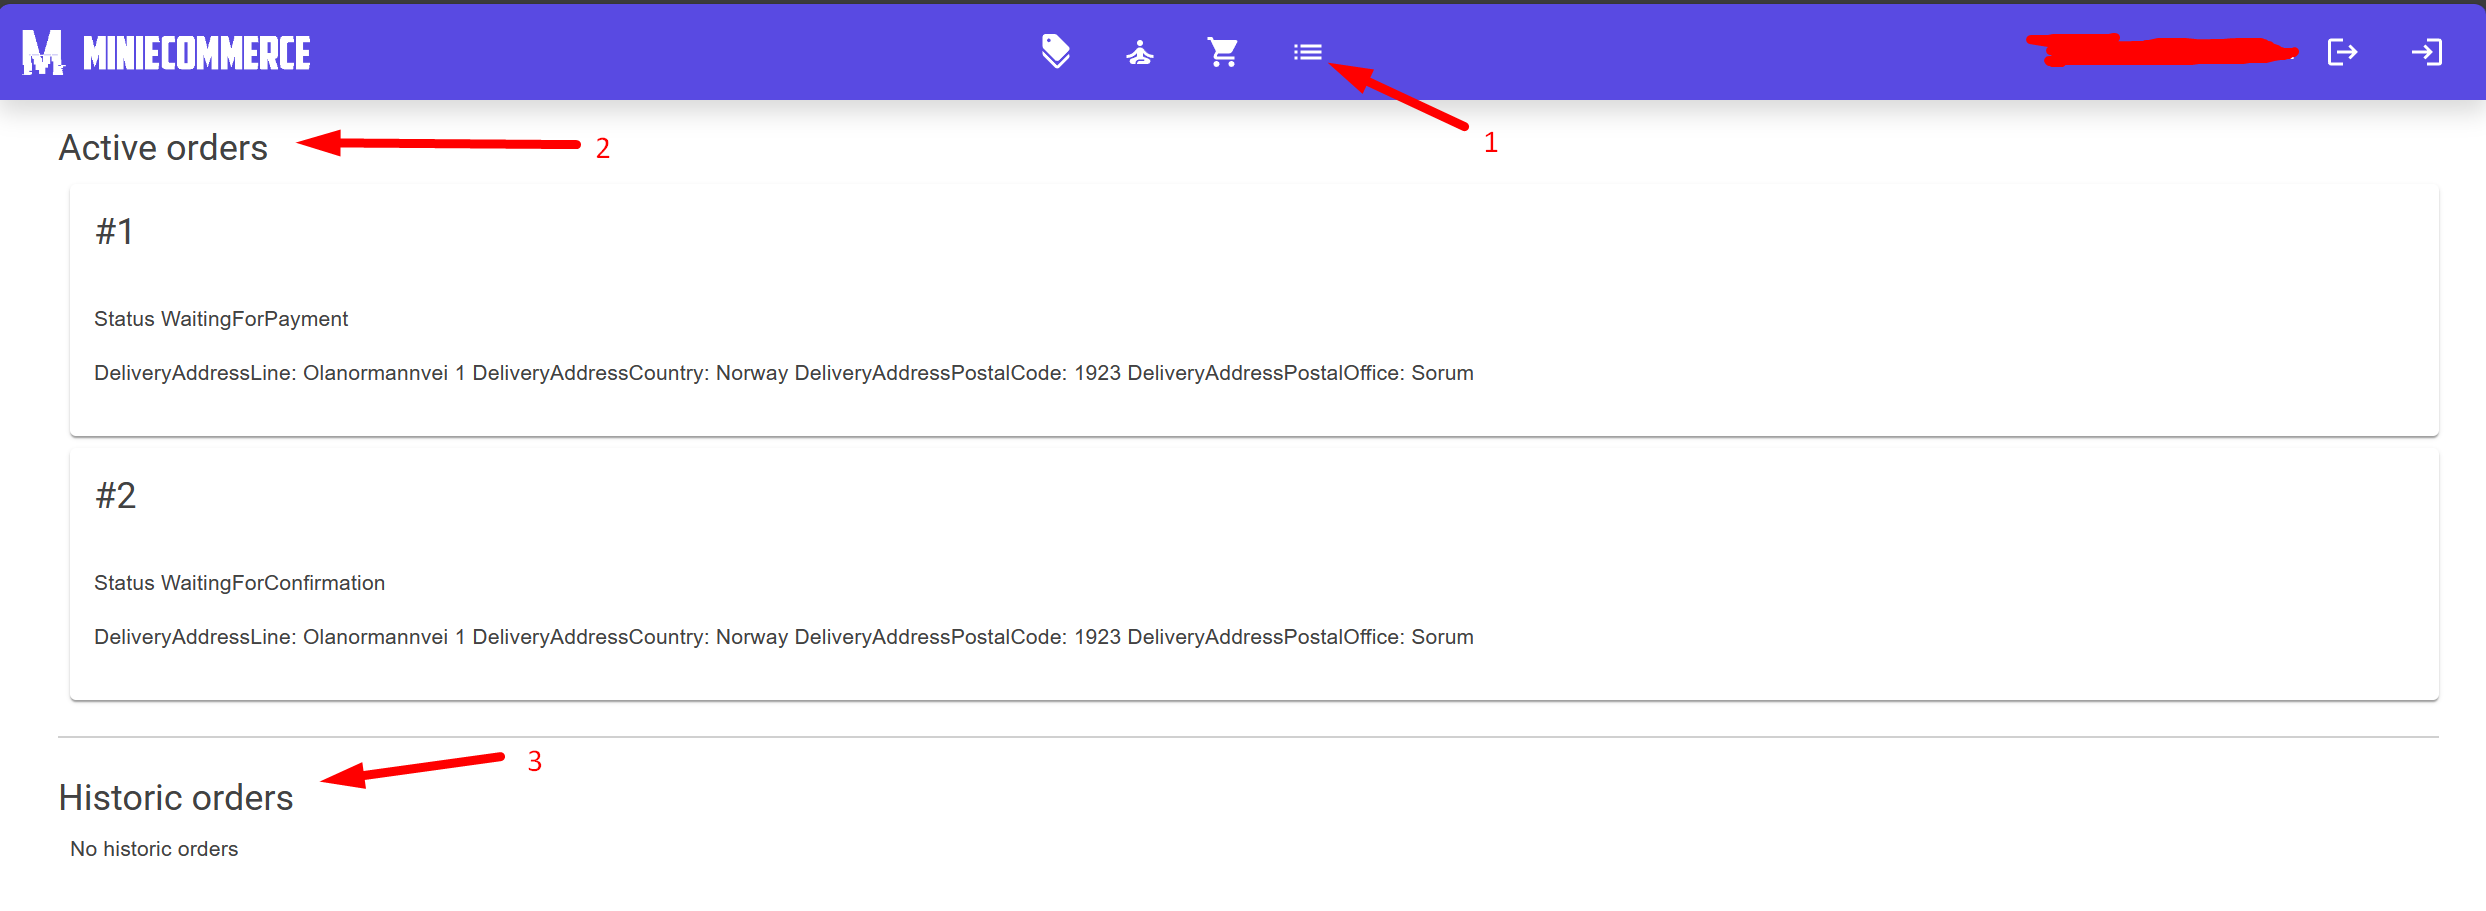 M MINIECOMMERCE
1
Active orders
2
#1
Status WaitingForPayment
DeliveryAddressLine: Olanormannvei 1 DeliveryAddressCountry: Norway DeliveryAddressPostalCode: 1923 DeliveryAddressPostalOffice: Sorum
#2
Status WaitingForConfirmation
DeliveryAddressLine: Olanormannvei 1 DeliveryAddressCountry: Norway DeliveryAddressPostalCode: 1923 DeliveryAddressPostalOffice: Sorum
3
Historic orders
No historic orders